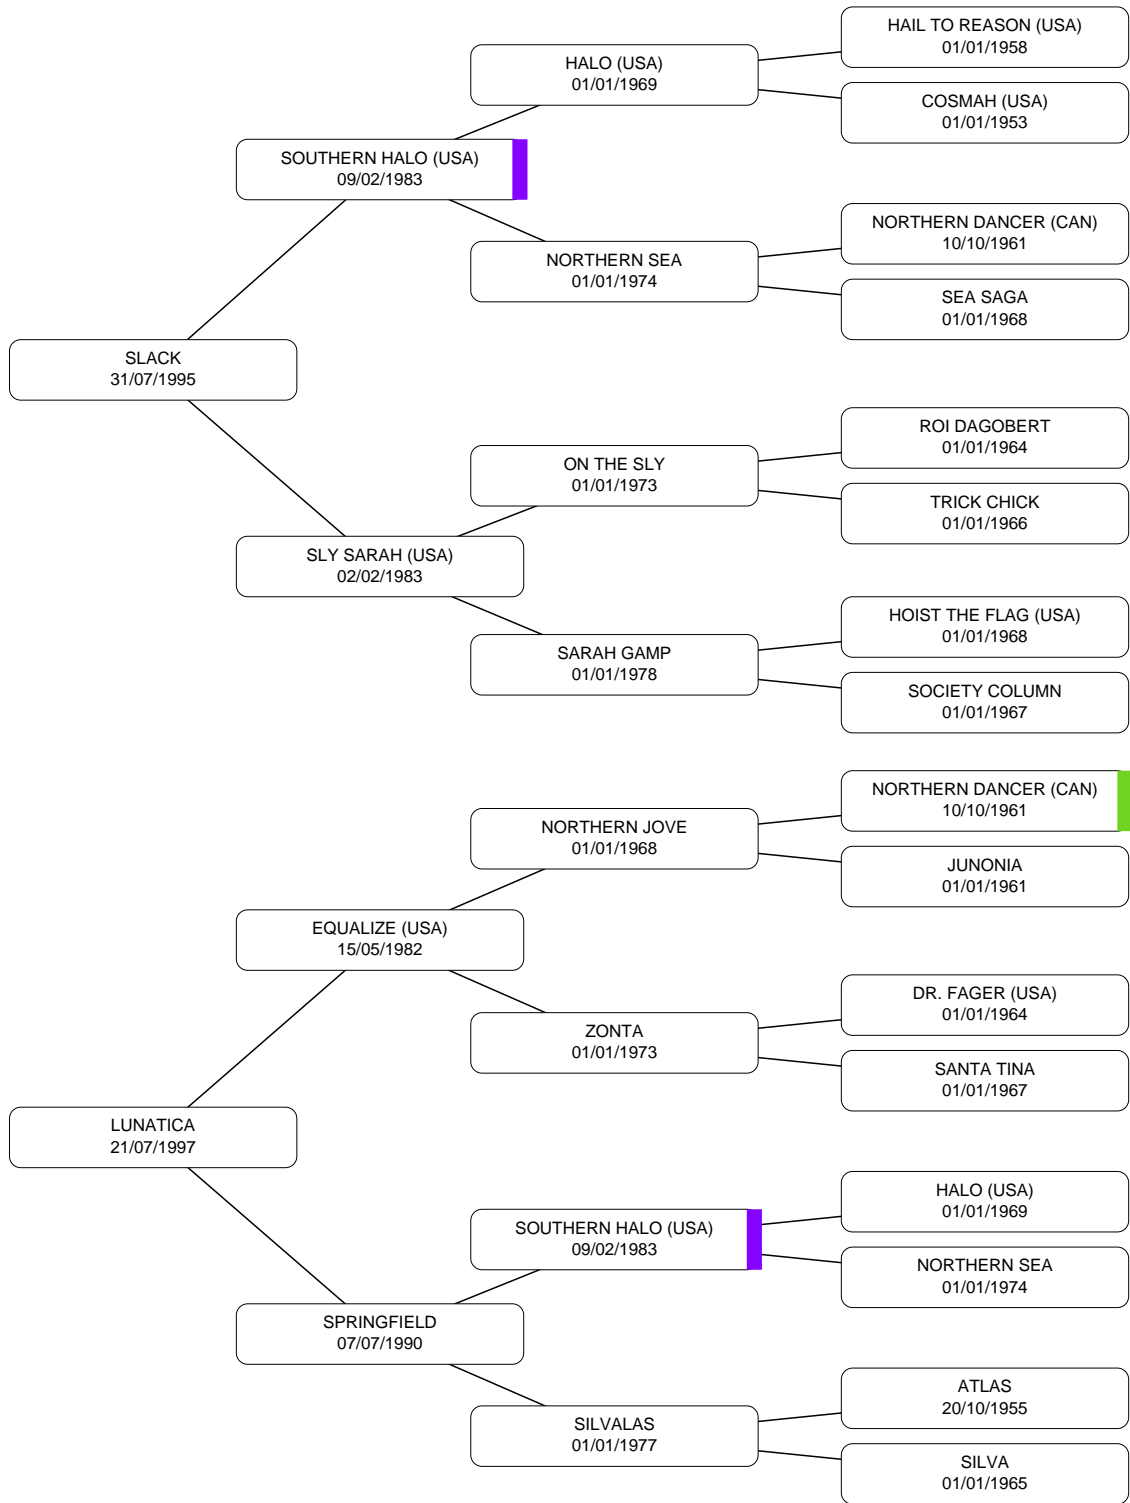 HAIL TO REASON (USA)
01/01/1958
HALO (USA)
01/01/1969
COSMAH (USA)
01/01/1953
SOUTHERN HALO (USA)
09/02/1983
NORTHERN DANCER (CAN)
10/10/1961
NORTHERN SEA
01/01/1974
SEA SAGA
01/01/1968
SLACK
31/07/1995
ROI DAGOBERT
01/01/1964
ON THE SLY
01/01/1973
TRICK CHICK
01/01/1966
SLY SARAH (USA)
02/02/1983
HOIST THE FLAG (USA)
01/01/1968
SARAH GAMP
01/01/1978
SOCIETY COLUMN
01/01/1967
NORTHERN DANCER (CAN)
10/10/1961
NORTHERN JOVE
01/01/1968
JUNONIA
01/01/1961
EQUALIZE (USA)
15/05/1982
DR. FAGER (USA)
01/01/1964
ZONTA
01/01/1973
SANTA TINA
01/01/1967
LUNATICA
21/07/1997
HALO (USA)
01/01/1969
SOUTHERN HALO (USA)
09/02/1983
NORTHERN SEA
01/01/1974
SPRINGFIELD
07/07/1990
ATLAS
20/10/1955
SILVALAS
01/01/1977
SILVA
01/01/1965